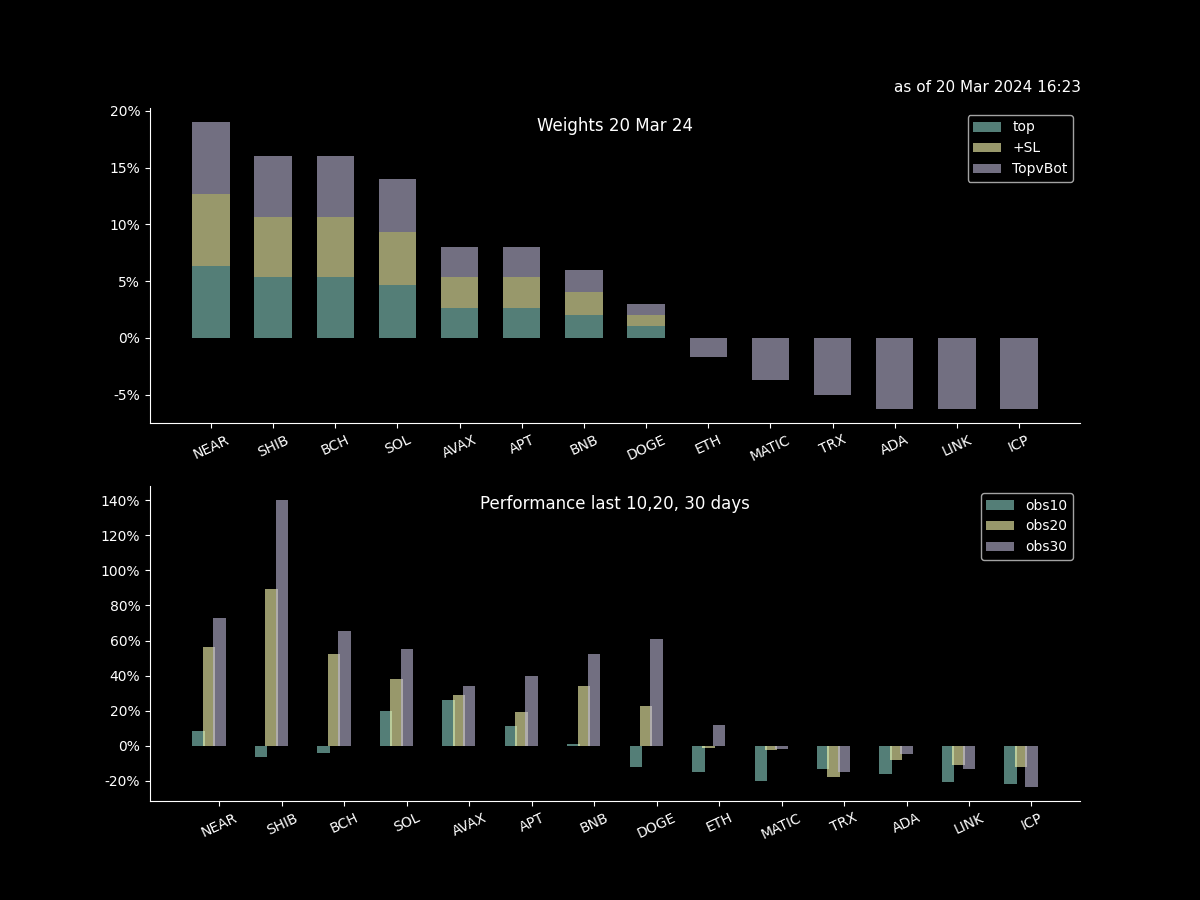 as of 20 Mar 2024 16:23
Weights 20 Mar 24
top
+SL
TopvBot
20%
15%
10%
5%
0%
-5%
NEAR SHIB BCH SOL AVAX APT BNB DOGE ETH MATIC TRX ADA LINK ICP
Performance last 10,20, 30 days
obs10
obs20
obs30
140%
120%
100%
80%
60%
40%
20%
0%
-20%
NEAR SHIB BCH SOL AVAX APT BNB DOGE ETH MATIC TRX ADA LINK ICP